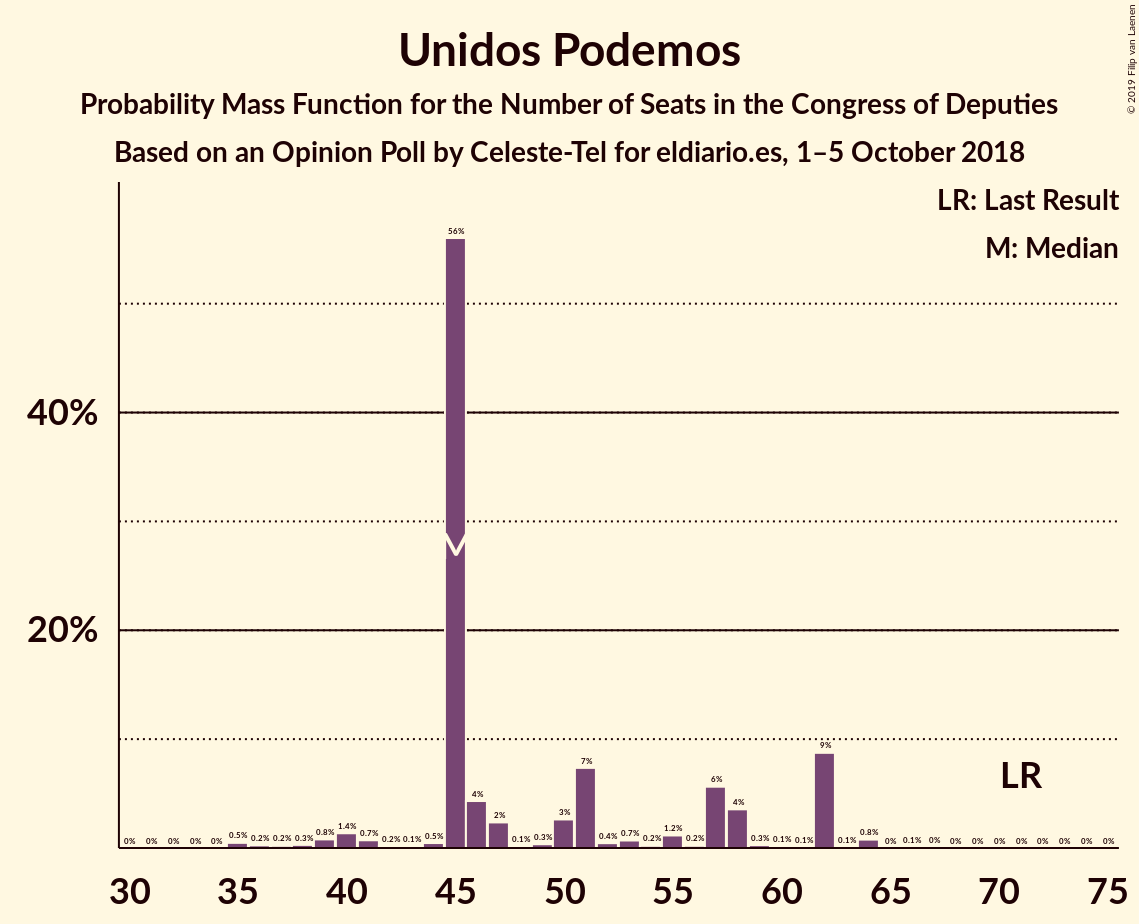 © 2019 Filip van Laenen
Unidos Podemos
Probability Mass Function for the Number of Seats in the Congress of Deputies
Based on an Opinion Poll by Celeste-Tel for eldiario.es, 1–5 October 2018
LR: Last Result
M: Median
56%
40%
20%
0% 0% 0% 0% 0% 0.5% 0.2% 0.2% 0.3% 0.8% 1.4% 0.7% 0.2% 0.1% 0.5% 4% 2% 0.1% 0.3% 3% 7% 0.4% 0.7% 0.2% 1.2% 0.2% 6% 4% 0.3% 0.1% 0.1% 9% 0.1% 0.8% 0% 0.1% 0% 0% 0% 0% 0% 0% 0% 0% 0% 0%
M
LR
30 35 40 45 50 55 60 65 70 75